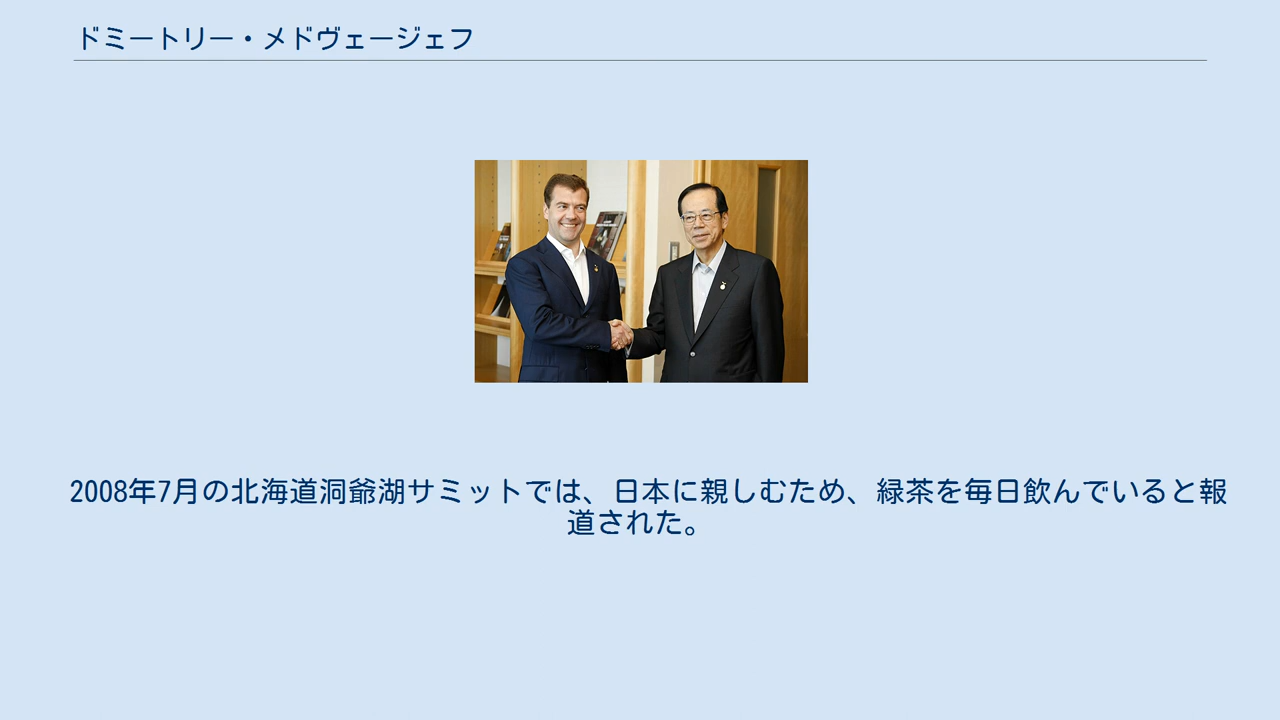 ドミートリー・メドヴェージェフ
2008年7月の北海道洞爺湖サミットでは、日本に親しむため、緑茶を毎日飲んでいると報
道された。